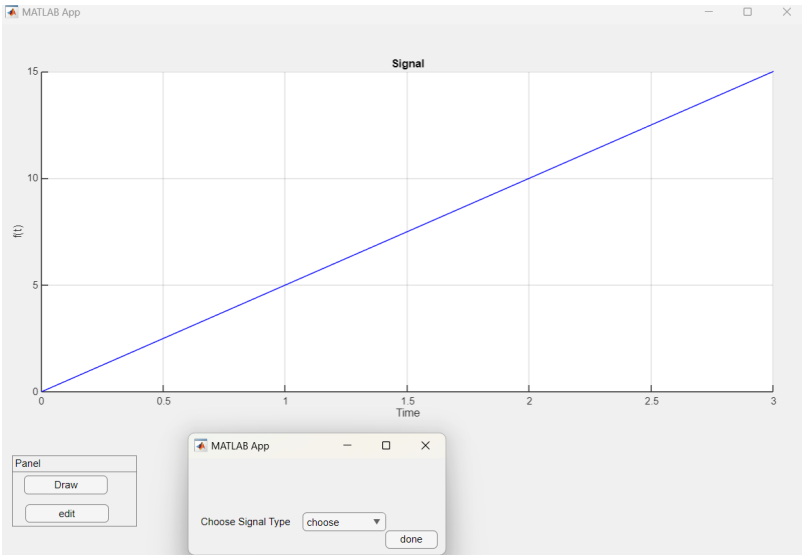 MATLAB App
Signal
15
10
5
0
f(t)
0 0.5 1 1.5 2 2.5 3
Time
Panel
Draw
edit
MATLAB App
Choose Signal Type choose
done